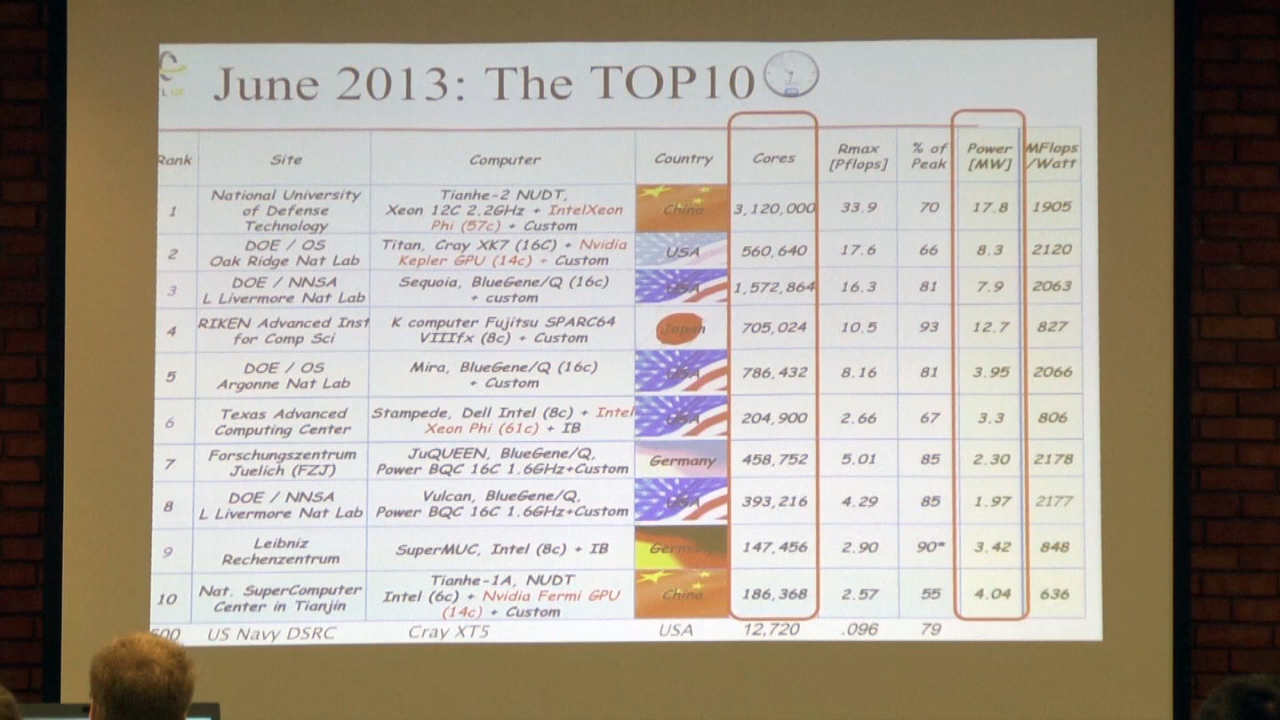 June 2013: The TOP10
Rank Site Computer Country Cores Rmax [Pflops] % of Peak Power [MW] MFlops /Watt
1 National University of Defense Technology Tianhe-2 NUDT, Xeon 12C 2.2GHz + IntelXeon Phi (57c) + Custom China 3,120,000 33.9 70 17.8 1905
2 DOE / OS Oak Ridge Nat Lab Titan, Cray XK7 (16C) + Nvidia Kepler GPU (14c) + Custom USA 560,640 17.6 66 8.3 2120
3 DOE / NNSA L Livermore Nat Lab Sequoia, BlueGene/Q (16c) + custom USA 1,572,864 16.3 81 7.9 2063
4 RIKEN Advanced Inst for Comp Sci K computer Fujitsu SPARC64 VIIIfx (8c) + Custom Japan 705,024 10.5 93 12.7 827
5 DOE / OS Argonne Nat Lab Mira, BlueGene/Q (16c) + Custom USA 786,432 8.16 81 3.95 2066
6 Texas Advanced Computing Center Stampede, Dell Intel (8c) + Intel Xeon Phi (61c) + IB USA 204,900 2.66 67 3.3 806
7 Forschungszentrum Juelich (FZJ) JuQUEEN, BlueGene/Q, Power BQC 16C 1.6GHz+Custom Germany 458,752 5.01 85 2.30 2178
8 DOE / NNSA L Livermore Nat Lab Vulcan, BlueGene/Q, Power BQC 16C 1.6GHz+Custom USA 393,216 4.29 85 1.97 2177
9 Leibniz Rechenzentrum SuperMUC, Intel (8c) + IB Germany 147,456 2.90 90* 3.42 848
10 Nat. SuperComputer Center in Tianjin Tianhe-1A, NUDT Intel (6c) + Nvidia Fermi GPU (14c) + Custom China 186,368 2.57 55 4.04 636
500 US Navy DSRC Cray XT5 USA 12,720 .096 79